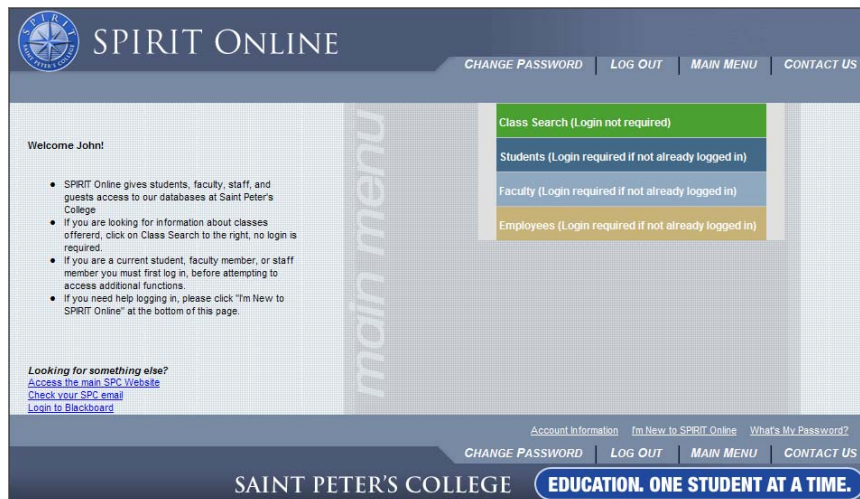 SPIRIT
SAINT PETER'S COLLEGE
SPIRIT ONLINE
CHANGE PASSWORD
LOG OUT
MAIN MENU
CONTACT US
Welcome John!
• SPIRIT Online gives students, faculty, staff, and
guests access to our databases at Saint Peter's
College
• If you are looking for information about classes
offererd, click on Class Search to the right, no login is
required.
• If you are a current student, faculty member, or staff
member you must first log in, before attempting to
access additional functions.
• If you need help logging in, please click "I'm New to
SPIRIT Online" at the bottom of this page.
Looking for something else?
Access the main SPC Website
Check your SPC email
Login to Blackboard
main menu
Class Search (Login not required)
Students (Login required if not already logged in)
Faculty (Login required if not already logged in)
Employees (Login required if not already logged in)
Account Information
I'm New to SPIRIT Online
What's My Password?
CHANGE PASSWORD
LOG OUT
MAIN MENU
CONTACT US
SAINT PETER'S COLLEGE
EDUCATION. ONE STUDENT AT A TIME.